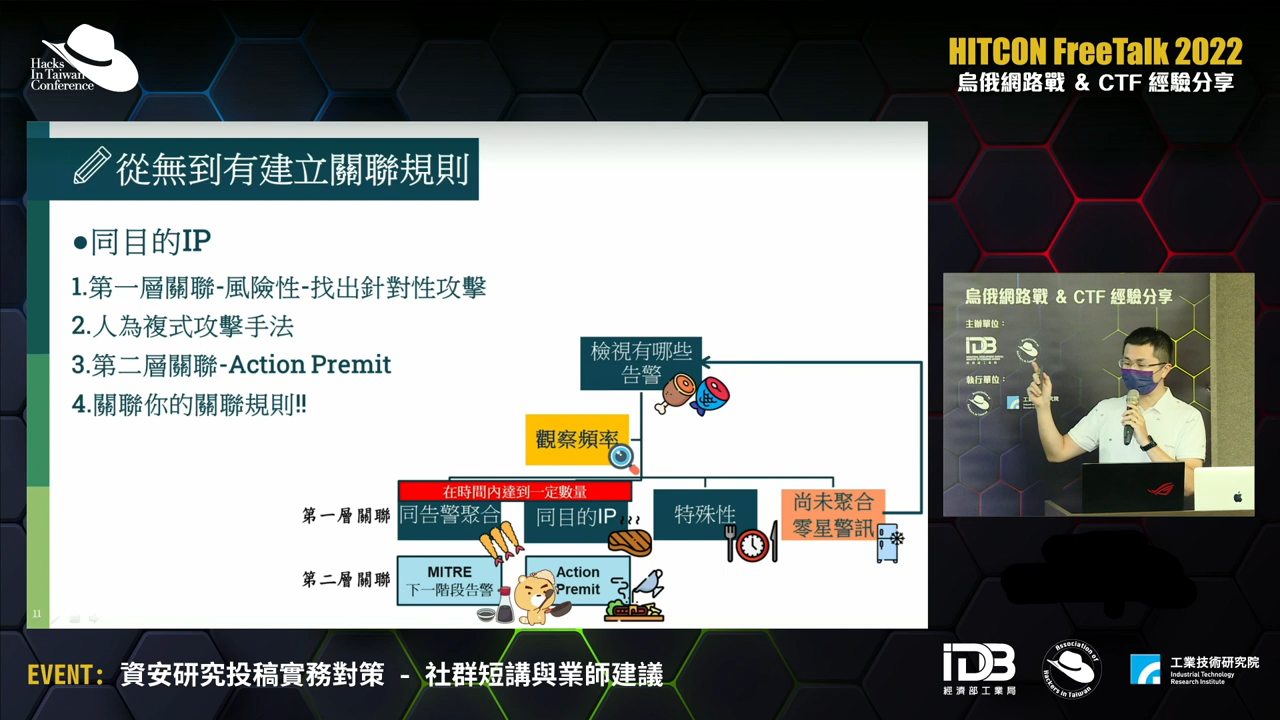 Hacks
In Taiwan
Conference
HITCON FreeTalk 2022
烏俄網路戰 & CTF 經驗分享
從無到有建立關聯規則
●同目的IP
1.第一層關聯-風險性-找出針對性攻擊
2.人為複式攻擊手法
3.第二層關聯-Action Premit
4.關聯你的關聯規則!!
檢視有哪些
告警
觀察頻率
在時間內達到一定數量
第一層關聯
同告警聚合
同目的IP
特殊性
尚未聚合
零星警訊
第二層關聯
MITRE
下一階段告警
Action
Premit
11
烏俄網路戰 & CTF 經驗分享
主辦單位：
IDB
執行單位：
EVENT： 資安研究投稿實務對策 - 社群短講與業師建議
IDB
經濟部工業局
Association of
Hackers in Taiwan
工業技術研究院
Industrial Technology
Research Institute